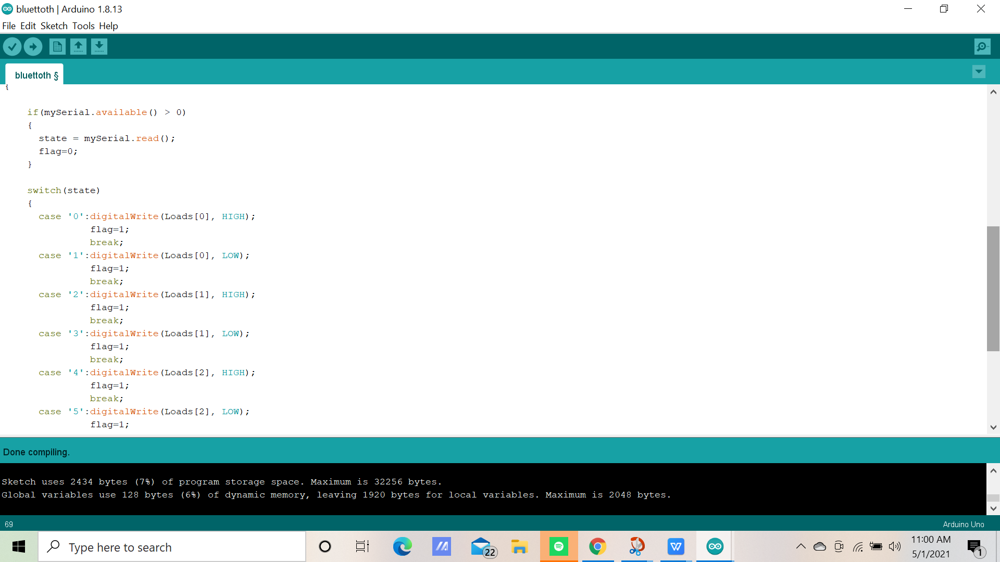 bluettoth | Arduino 1.8.13
File Edit Sketch Tools Help
bluettoth §
{
if(mySerial.available() > 0)
{
state = mySerial.read();
flag=0;
}
switch(state)
{
case '0':digitalWrite(Loads[0], HIGH);
flag=1;
break;
case '1':digitalWrite(Loads[0], LOW);
flag=1;
break;
case '2':digitalWrite(Loads[1], HIGH);
flag=1;
break;
case '3':digitalWrite(Loads[1], LOW);
flag=1;
break;
case '4':digitalWrite(Loads[2], HIGH);
flag=1;
break;
case '5':digitalWrite(Loads[2], LOW);
flag=1;
Done compiling.
Sketch uses 2434 bytes (7%) of program storage space. Maximum is 32256 bytes.
Global variables use 128 bytes (6%) of dynamic memory, leaving 1920 bytes for local variables. Maximum is 2048 bytes.
69
Arduino Uno
Type here to search
22
W
11:00 AM
5/1/2021
1